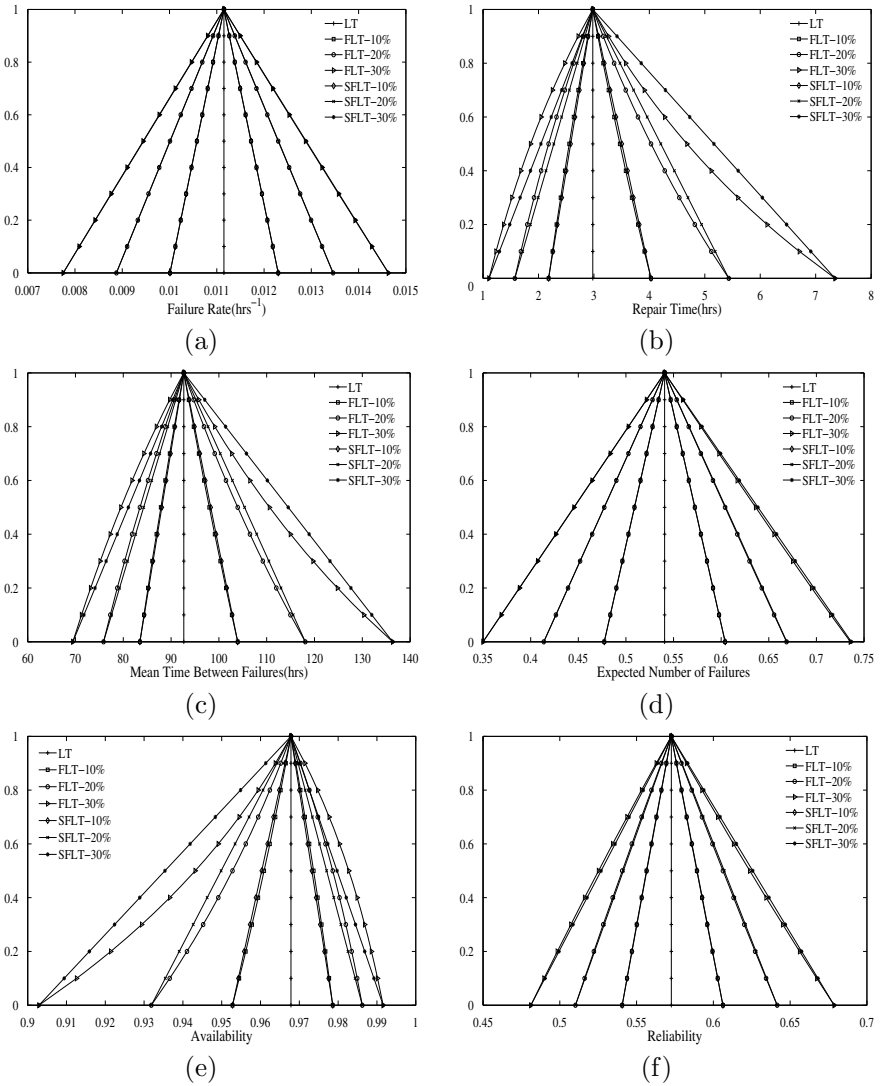 1
0.8
0.6
0.4
0.2
0
0.007 0.008 0.009 0.01 0.011 0.012 0.013 0.014 0.015
Failure Rate(hrs⁻¹)
LT
FLT−10%
FLT−20%
FLT−30%
SFLT−10%
SFLT−20%
SFLT−30%
(a)
1
0.8
0.6
0.4
0.2
0
1 2 3 4 5 6 7 8
Repair Time(hrs)
LT
FLT−10%
FLT−20%
FLT−30%
SFLT−10%
SFLT−20%
SFLT−30%
(b)
1
0.8
0.6
0.4
0.2
0
60 70 80 90 100 110 120 130 140
Mean Time Between Failures(hrs)
LT
FLT−10%
FLT−20%
FLT−30%
SFLT−10%
SFLT−20%
SFLT−30%
(c)
1
0.8
0.6
0.4
0.2
0
0.35 0.4 0.45 0.5 0.55 0.6 0.65 0.7 0.75
Expected Number of Failures
LT
FLT−10%
FLT−20%
FLT−30%
SFLT−10%
SFLT−20%
SFLT−30%
(d)
1
0.8
0.6
0.4
0.2
0
0.9 0.91 0.92 0.93 0.94 0.95 0.96 0.97 0.98 0.99 1
Availability
LT
FLT−10%
FLT−20%
FLT−30%
SFLT−10%
SFLT−20%
SFLT−30%
(e)
1
0.8
0.6
0.4
0.2
0
0.45 0.5 0.55 0.6 0.65 0.7
Reliability
LT
FLT−10%
FLT−20%
FLT−30%
SFLT−10%
SFLT−20%
SFLT−30%
(f)